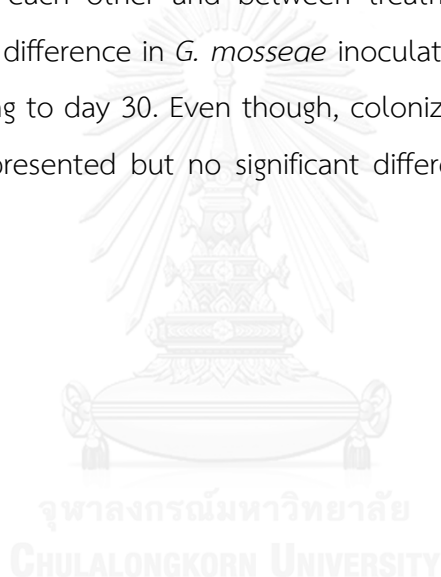 each other and between treatm
difference in G. mosseae inoculat
ng to day 30. Even though, coloniz
presented but no significant differe
จุฬาลงกรณ์มหาวิทยาลัย
CHULALONGKORN UNIVERSITY